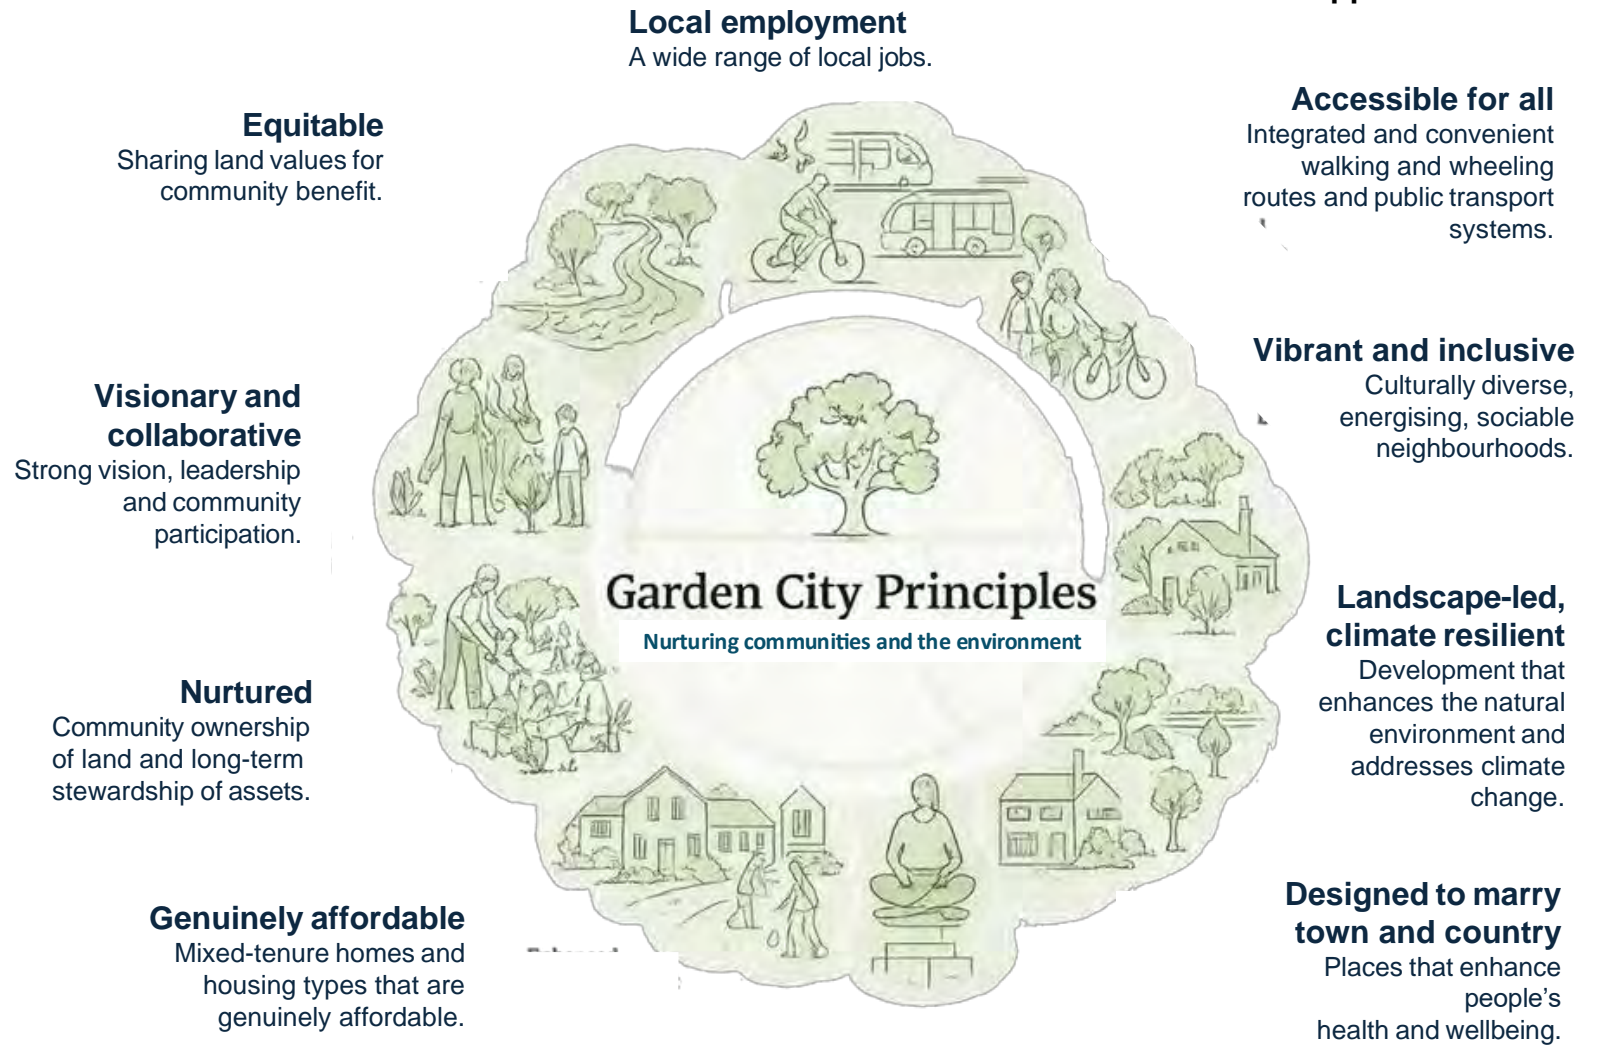 Local employment
A wide range of local jobs.
Accessible for all
Integrated and convenient
walking and wheeling
routes and public transport
systems.
Vibrant and inclusive
Culturally diverse,
energising, sociable
neighbourhoods.
Landscape-led,
climate resilient
Development that
enhances the natural
environment and
addresses climate
change.
Designed to marry
town and country
Places that enhance
people’s
health and wellbeing.
Genuinely affordable
Mixed-tenure homes and
housing types that are
genuinely affordable.
Nurtured
Community ownership
of land and long-term
stewardship of assets.
Visionary and
collaborative
Strong vision, leadership
and community
participation.
Equitable
Sharing land values for
community benefit.
Garden City Principles
Nurturing communities and the environment